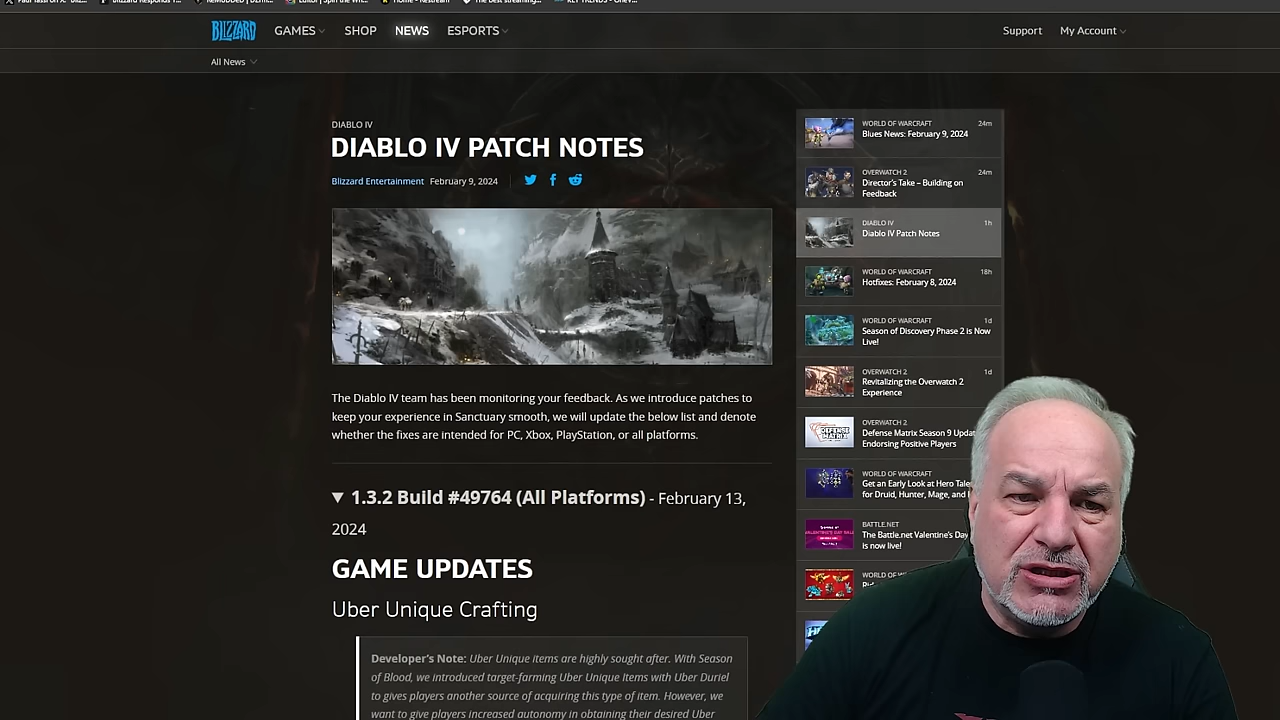 Blizzard Responds T...
Home - Restream
The Best streaming...
KEY TRENDS - OneV...
BLIZZARD
GAMES
SHOP
NEWS
ESPORTS
Support
My Account
All News
DIABLO IV
DIABLO IV PATCH NOTES
Blizzard Entertainment February 9, 2024
The Diablo IV team has been monitoring your feedback. As we introduce patches to
keep your experience in Sanctuary smooth, we will update the below list and denote
whether the fixes are intended for PC, Xbox, PlayStation, or all platforms.
▼ 1.3.2 Build #49764 (All Platforms) - February 13,
2024
GAME UPDATES
Uber Unique Crafting
Developer's Note: Uber Unique items are highly sought after. With Season
of Blood, we introduced target-farming Uber Unique Items with Uber Duriel
to gives players another source of acquiring this type of item. However, we
want to give players increased autonomy in obtaining their desired Uber
WORLD OF WARCRAFT 24m
Blues News: February 9, 2024
OVERWATCH 2 24m
Director's Take – Building on
Feedback
DIABLO IV 1h
Diablo IV Patch Notes
WORLD OF WARCRAFT 18h
Hotfixes: February 8, 2024
WORLD OF WARCRAFT 1d
Season of Discovery Phase 2 is Now
Live!
OVERWATCH 2 1d
Revitalizing the Overwatch 2
Experience
OVERWATCH 2
Defense Matrix Season 9 Updat
Endorsing Positive Players
WORLD OF WARCRAFT
Get an Early Look at Hero Tale
for Druid, Hunter, Mage, and
BATTLE.NET
The Battle.net Valentine's Day
is now live!
WORLD OF W